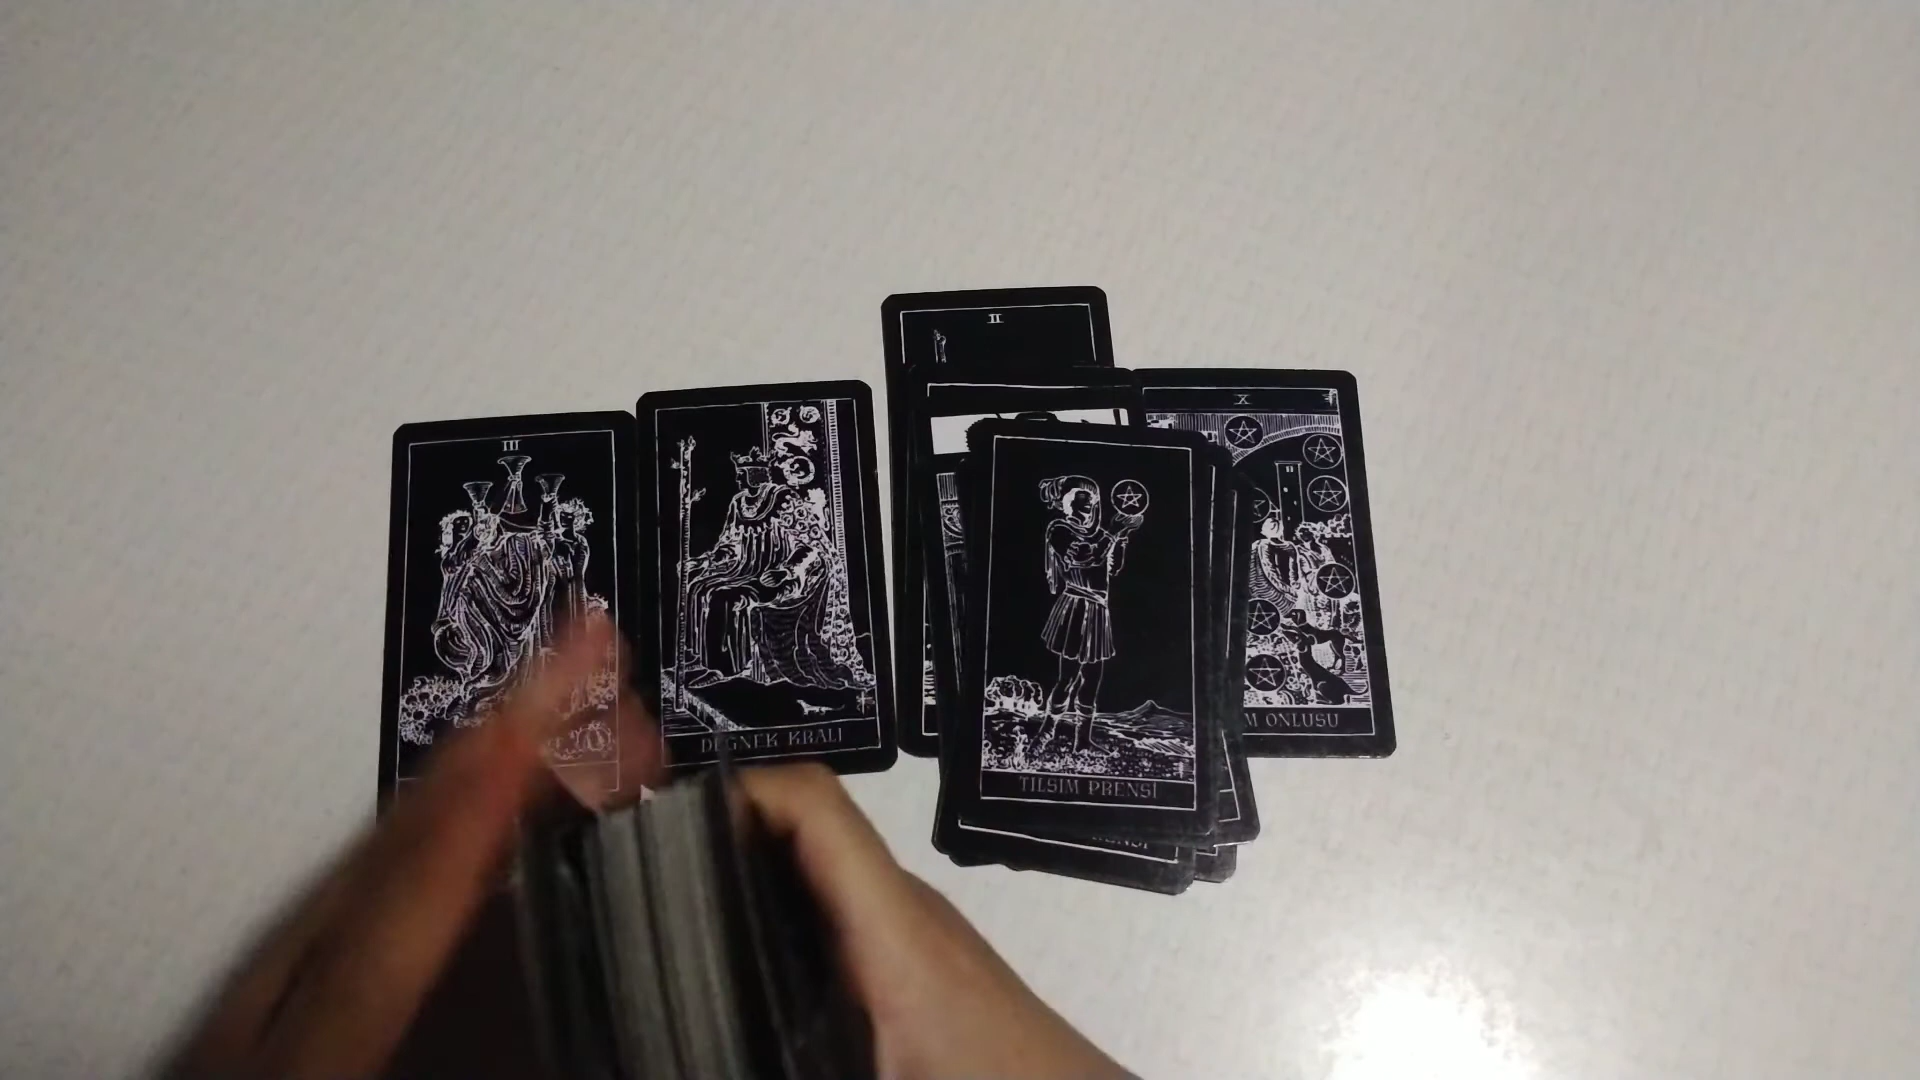 III
DEGNEK KRALI
II
TILSIM PRENSI
X
M ONLUSU